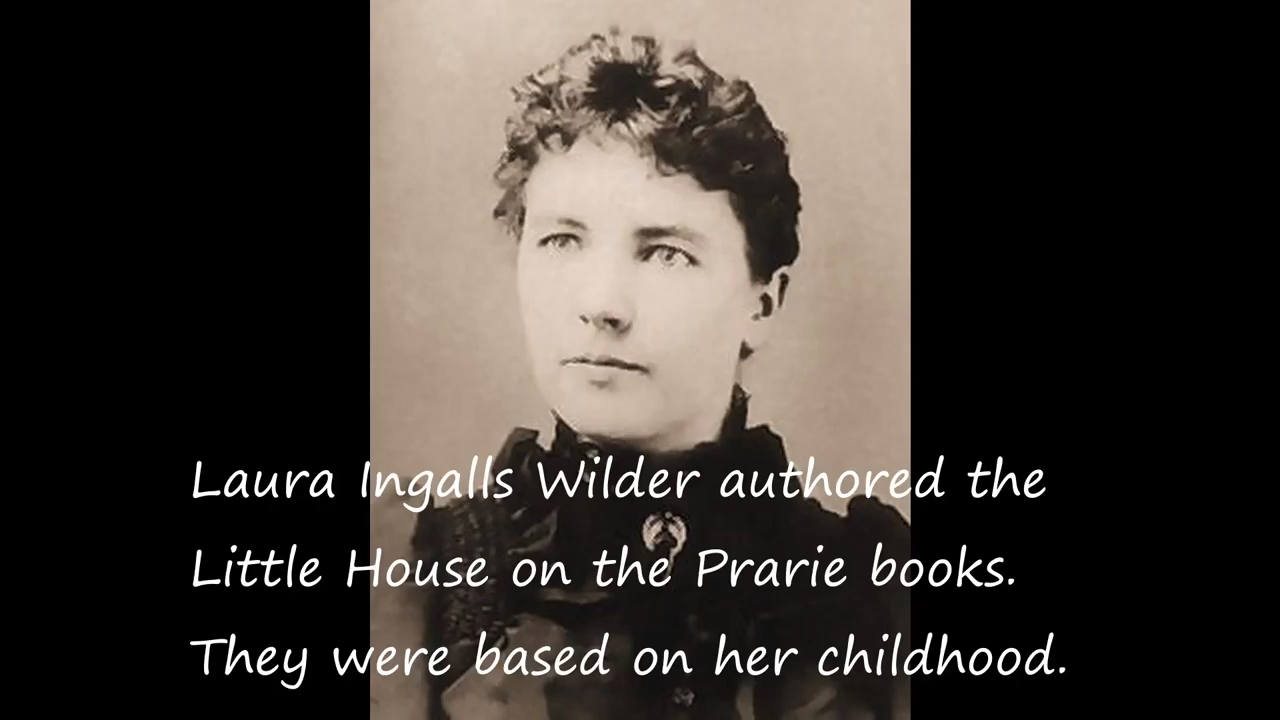 Laura Ingalls Wilder authored the
Little House on the Prarie books.
They were based on her childhood.